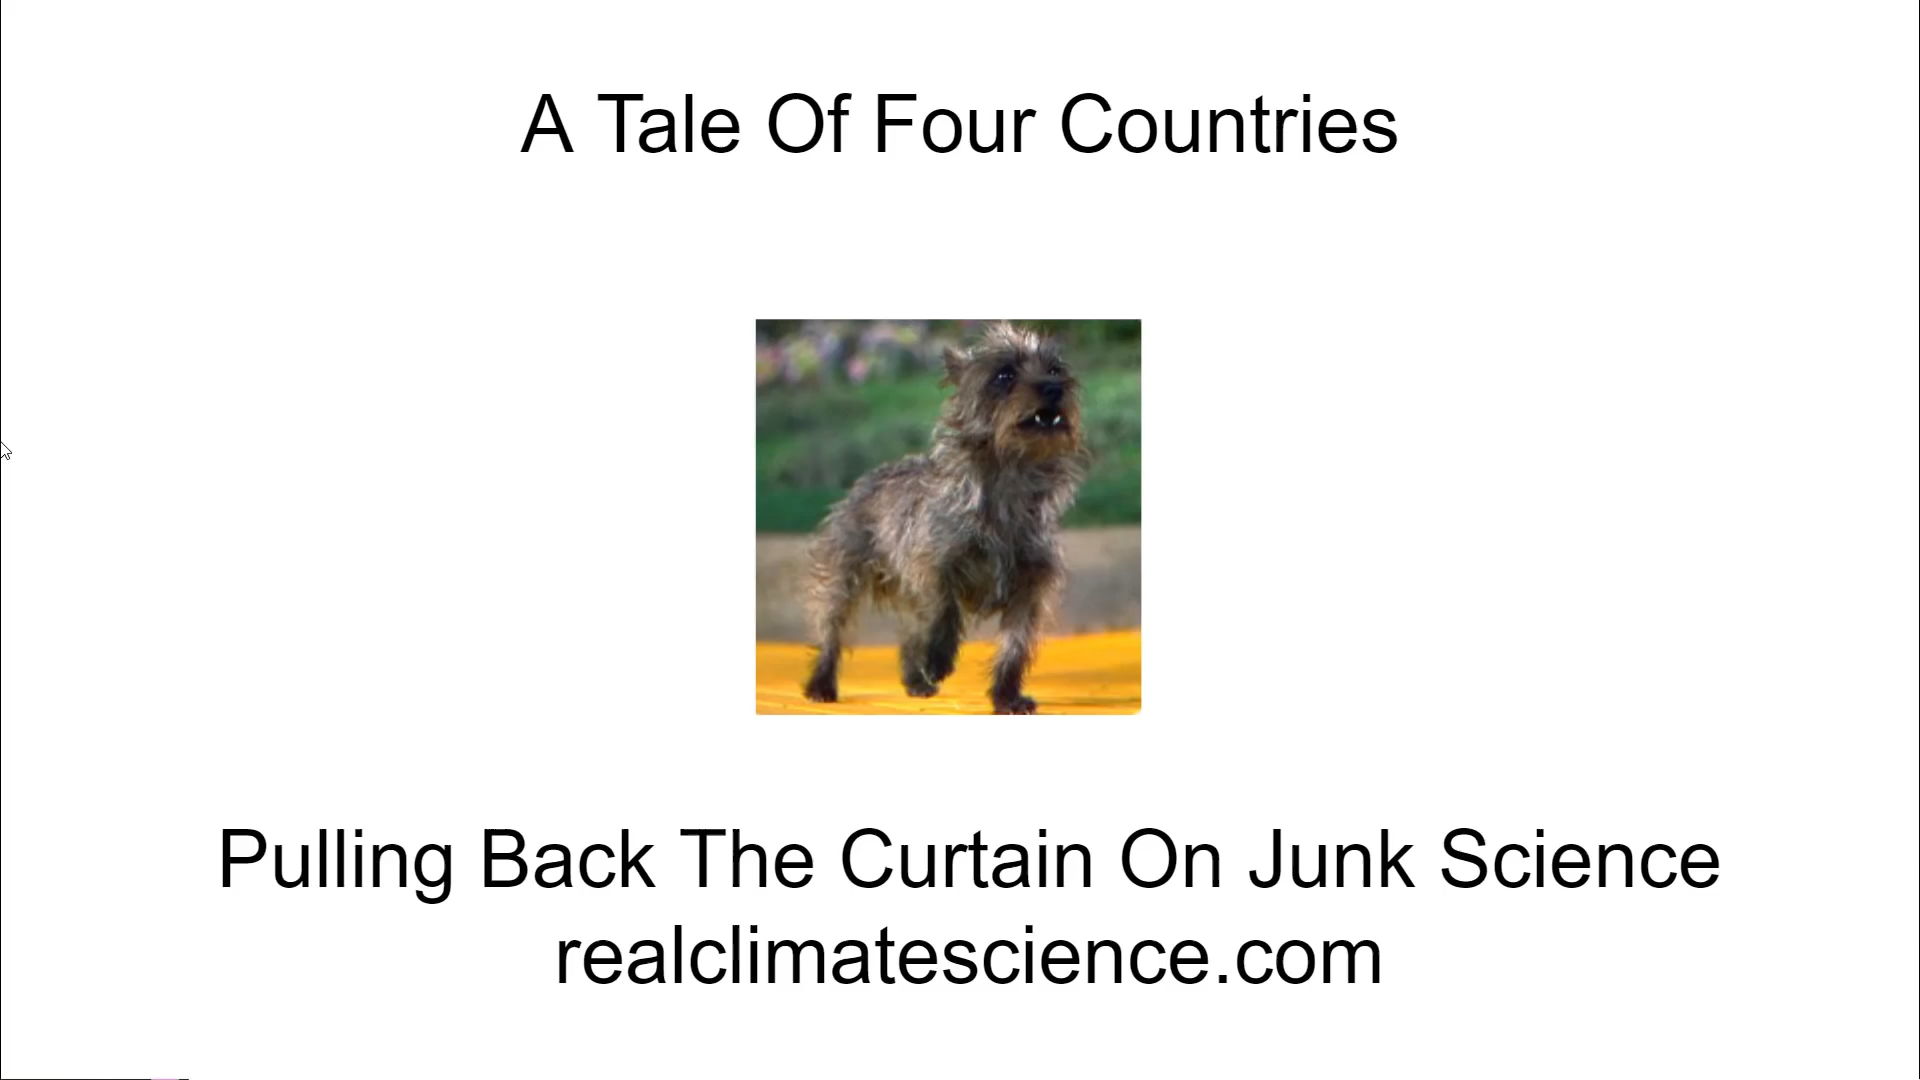 A Tale Of Four Countries
Pulling Back The Curtain On Junk Science
realclimatescience.com